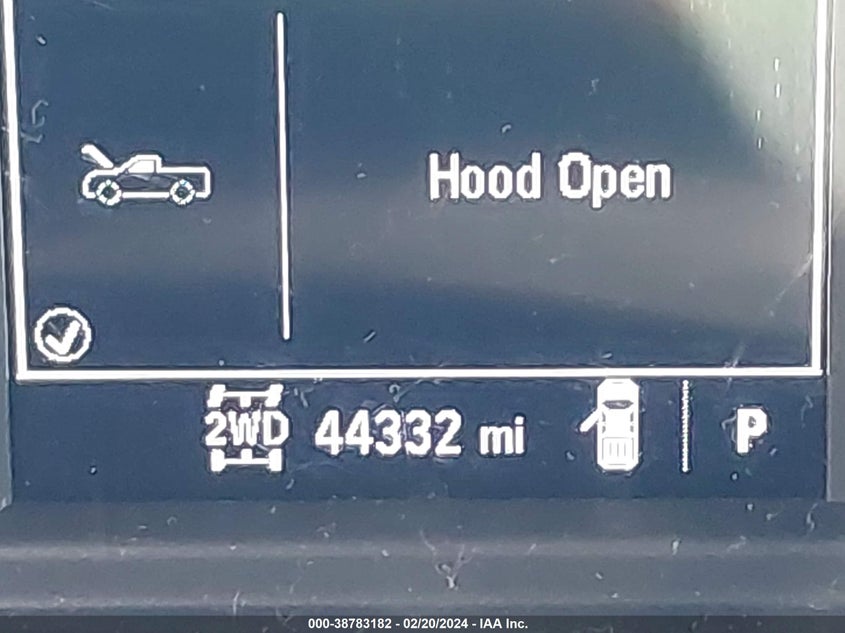 Hood Open
2WD 44332 mi P
000-38783182 - 02/20/2024 - IAA Inc.